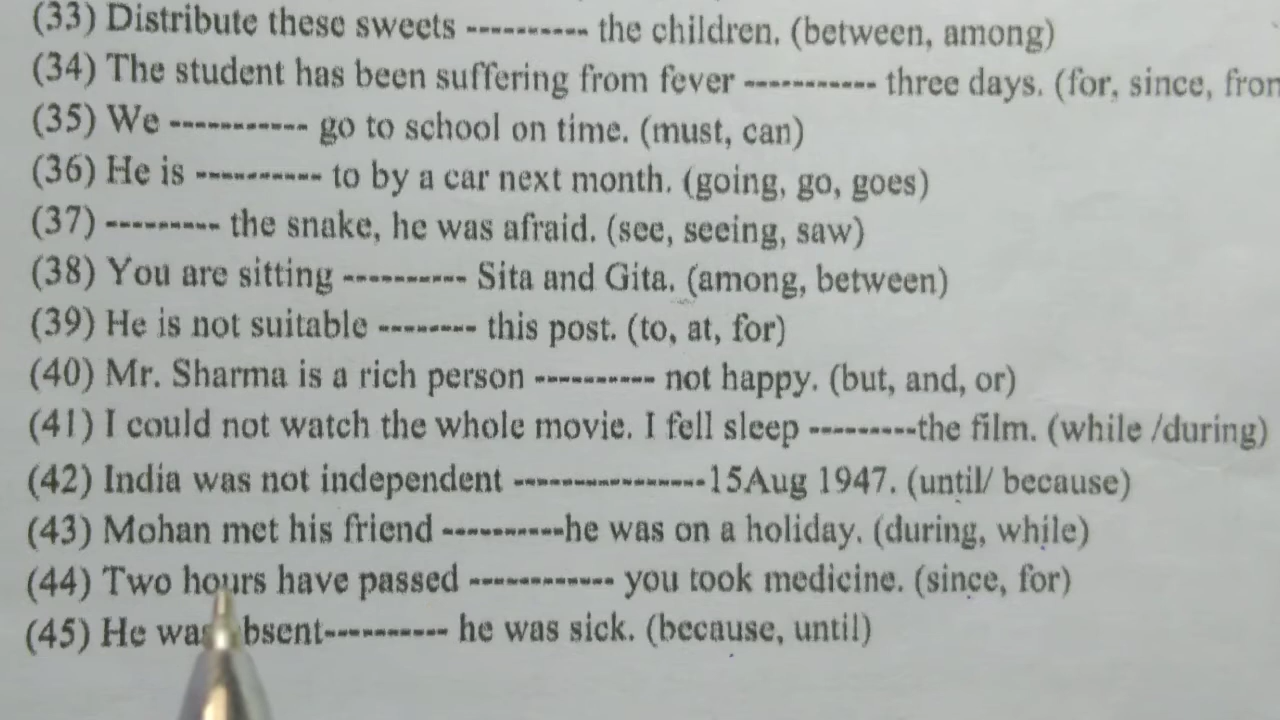 (33) Distribute these sweets ---------- the children. (between, among)
(34) The student has been suffering from fever ----------- three days. (for, since,
(35) We ----------- go to school on time. (must, can)
(36) He is ---------- to by a car next month. (going, go, goes)
(37) --------- the snake, he was afraid. (see, seeing, saw)
(38) You are sitting ---------- Sita and Gita. (among, between)
(39) He is not suitable -------- this post. (to, at, for)
(40) Mr. Sharma is a rich person ---------- not happy. (but, and, or)
(41) I could not watch the whole movie. I fell sleep ---------the film. (while /during)
(42) India was not independent ----------------15Aug 1947. (until/ because)
(43) Mohan met his friend ----------he was on a holiday. (during, while)
(44) Two hours have passed ------------ you took medicine. (since, for)
(45) He ---------- he was sick. (because, until)